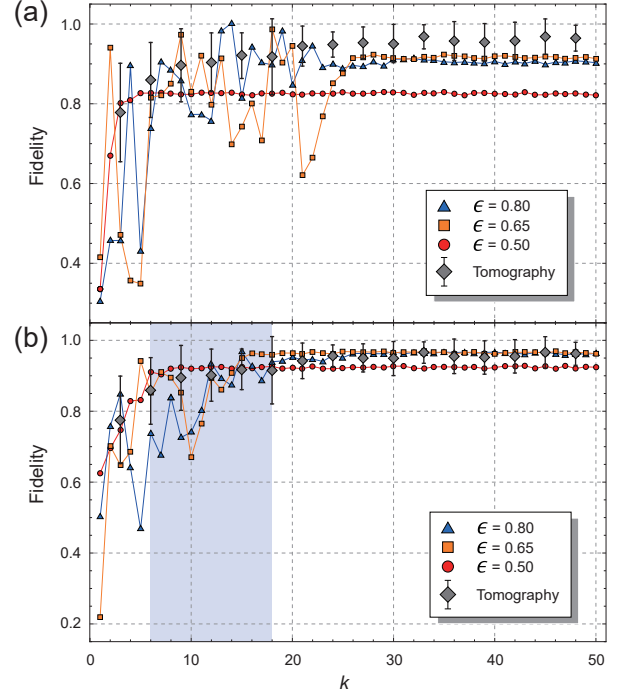 (a)
1.0
0.8
0.6
0.4
Fidelity
ϵ = 0.80
ϵ = 0.65
ϵ = 0.50
Tomography
(b)
1.0
0.8
0.6
0.4
0.2
Fidelity
ϵ = 0.80
ϵ = 0.65
ϵ = 0.50
Tomography
0 10 20 30 40 50
k